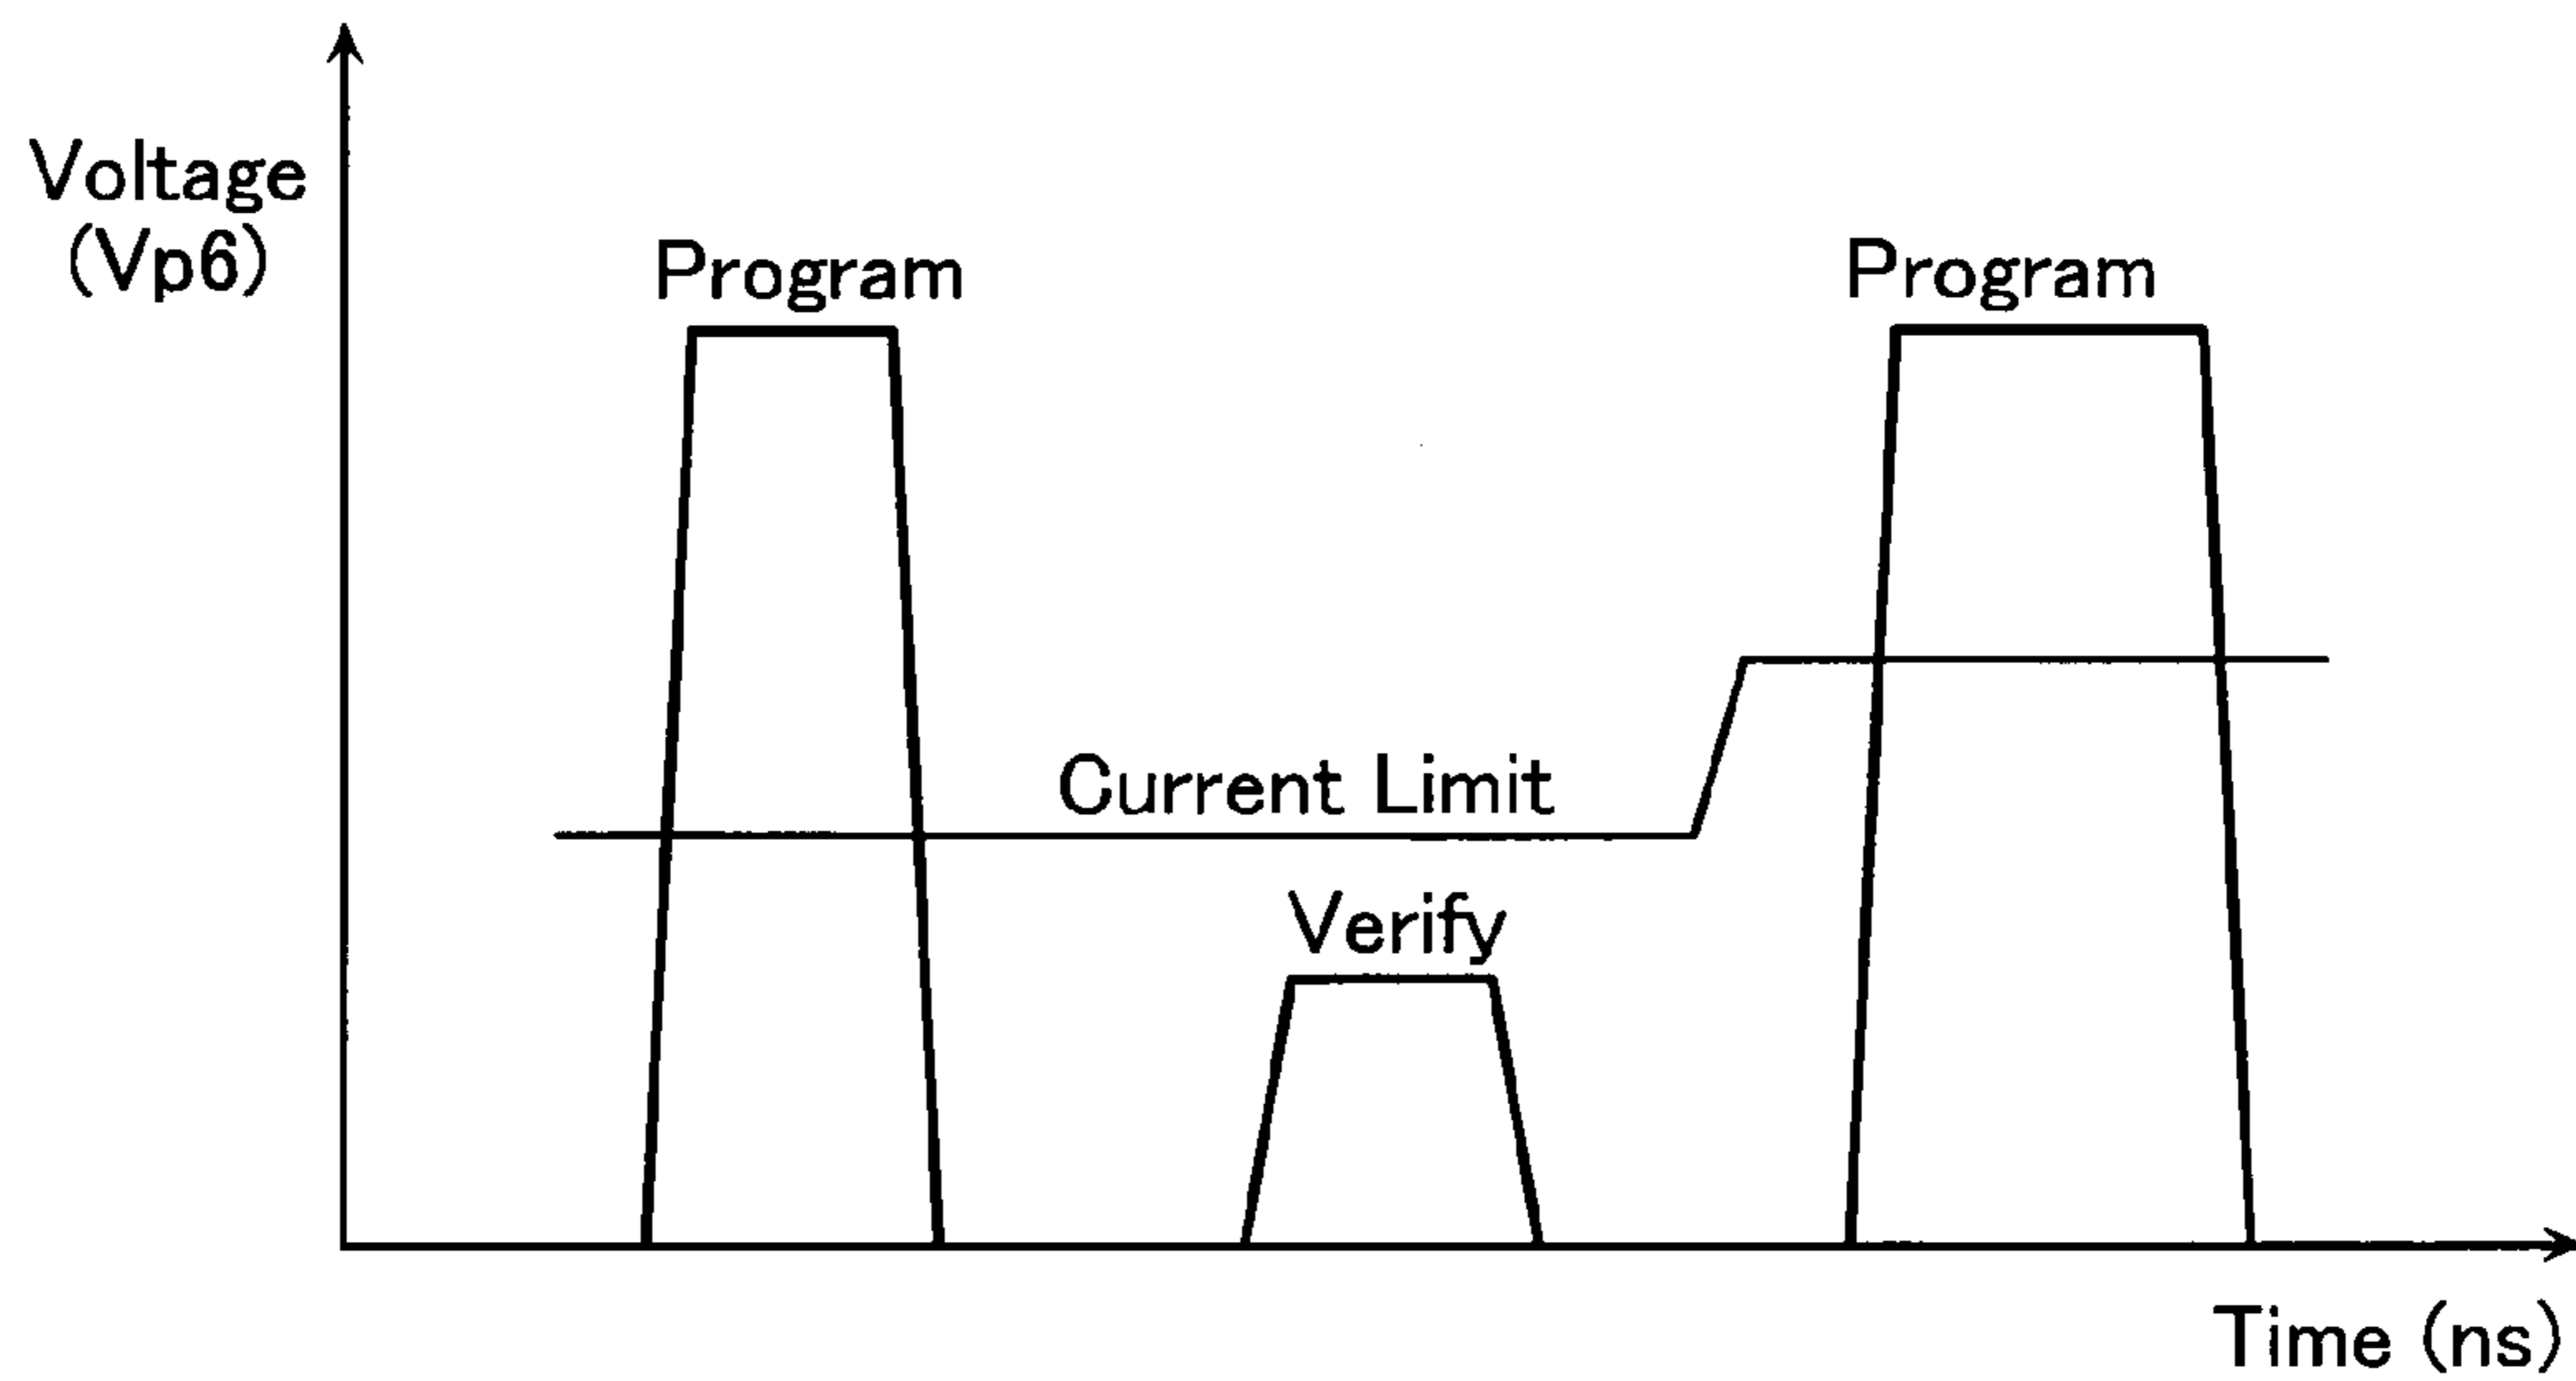 Voltage
(Vp6)
Program
Program
Current Limit
Verify
Time (ns)